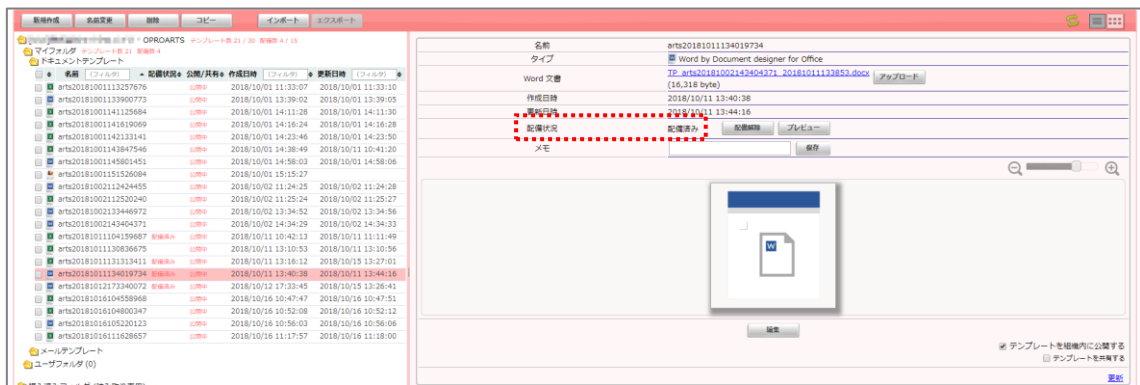 新規作成 名前変更 削除 コピー インポート エクスポート
OPROARTS テンプレート数 21 / 30 配備数 4 / 15
マイフォルダ テンプレート数 21 配備数 4
ドキュメントテンプレート
名前 (フィルタ) 配備状況 公開/共有 作成日時 (フィルタ) 更新日時 (フィルタ)
arts20181001113257676 公開中 2018/10/01 11:33:07 2018/10/01 11:33:10
arts20181001133900773 公開中 2018/10/01 13:39:02 2018/10/01 13:39:05
arts20181001141125684 公開中 2018/10/01 14:11:28 2018/10/01 14:11:30
arts20181001141619069 公開中 2018/10/01 14:16:24 2018/10/01 14:16:28
arts20181001142133141 公開中 2018/10/01 14:23:46 2018/10/01 14:23:50
arts20181001143847546 公開中 2018/10/01 14:38:49 2018/10/11 10:41:20
arts20181001145801451 公開中 2018/10/01 14:58:03 2018/10/01 14:58:06
arts20181001151526084 公開中 2018/10/01 15:15:27
arts20181002112424455 公開中 2018/10/02 11:24:25 2018/10/02 11:24:28
arts20181002112520240 公開中 2018/10/02 11:25:24 2018/10/02 11:25:27
arts20181002133446972 公開中 2018/10/02 13:34:52 2018/10/02 13:34:56
arts20181002143404371 公開中 2018/10/02 14:34:29 2018/10/02 14:34:33
arts20181011104159687 配備済み 公開中 2018/10/11 10:42:13 2018/10/11 11:11:49
arts20181011130836675 公開中 2018/10/11 13:10:53 2018/10/11 13:10:56
arts20181011131313411 配備済み 公開中 2018/10/11 13:16:12 2018/10/15 13:27:01
arts20181011134019734 配備済み 公開中 2018/10/11 13:40:38 2018/10/11 13:44:16
arts20181012173340072 配備済み 公開中 2018/10/12 17:33:45 2018/10/15 13:26:41
arts20181016104558968 公開中 2018/10/16 10:47:47 2018/10/16 10:47:51
arts20181016104800347 公開中 2018/10/16 10:52:08 2018/10/16 10:52:12
arts20181016105220123 公開中 2018/10/16 10:56:03 2018/10/16 10:56:06
arts20181016111628657 公開中 2018/10/16 11:17:57 2018/10/16 11:18:00
メールテンプレート
ユーザフォルダ (0)
名前 arts20181011134019734
タイプ Word by Document designer for Office
Word 文書 TP_arts20181002143404371_20181011133853.docx アップロード
(16,318 byte)
作成日時 2018/10/11 13:40:38
更新日時 2018/10/11 13:44:16
配備状況 配備済み 配備解除 プレビュー
メモ 保存
W
編集
テンプレートを組織内に公開する
テンプレートを共有する
更新